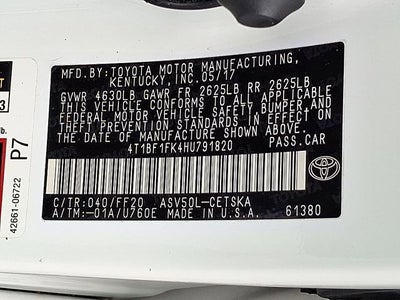 MFD.BY:TOYOTA MOTOR MANUFACTURING,
KENTUCKY,INC.05/17
GVWR 4630LB GAWR FR 2625LB RR 2625LB
THIS VEHICLE CONFORMS TO ALL APPLICABLE
FEDERAL MOTOR VEHICLE SAFETY, BUMPER, AND
THEFT PREVENTION STANDARDS IN EFFECT ON
THE DATE OF MANUFACTURE SHOWN ABOVE.
4T1BF1FK4HU791820 PASS.CAR
C/TR:040/FF20 ASV50L-CETSKA
A/TM:-01A/U760E MADE IN U.S.A. 61380
P7
42661-06722